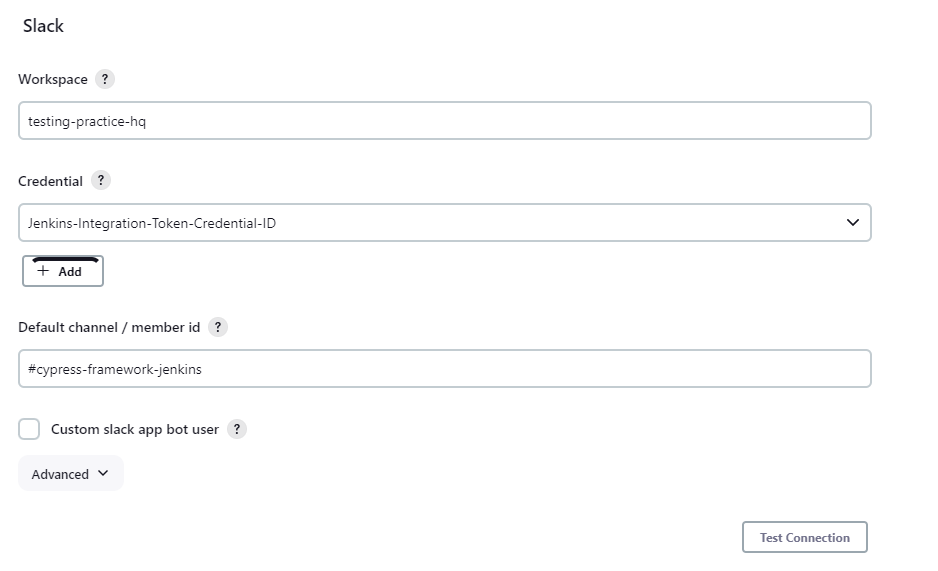 Slack
Workspace ?
testing-practice-hq
Credential ?
Jenkins-Integration-Token-Credential-ID
+ Add
Default channel / member id ?
#cypress-framework-jenkins
Custom slack app bot user ?
Advanced
Test Connection